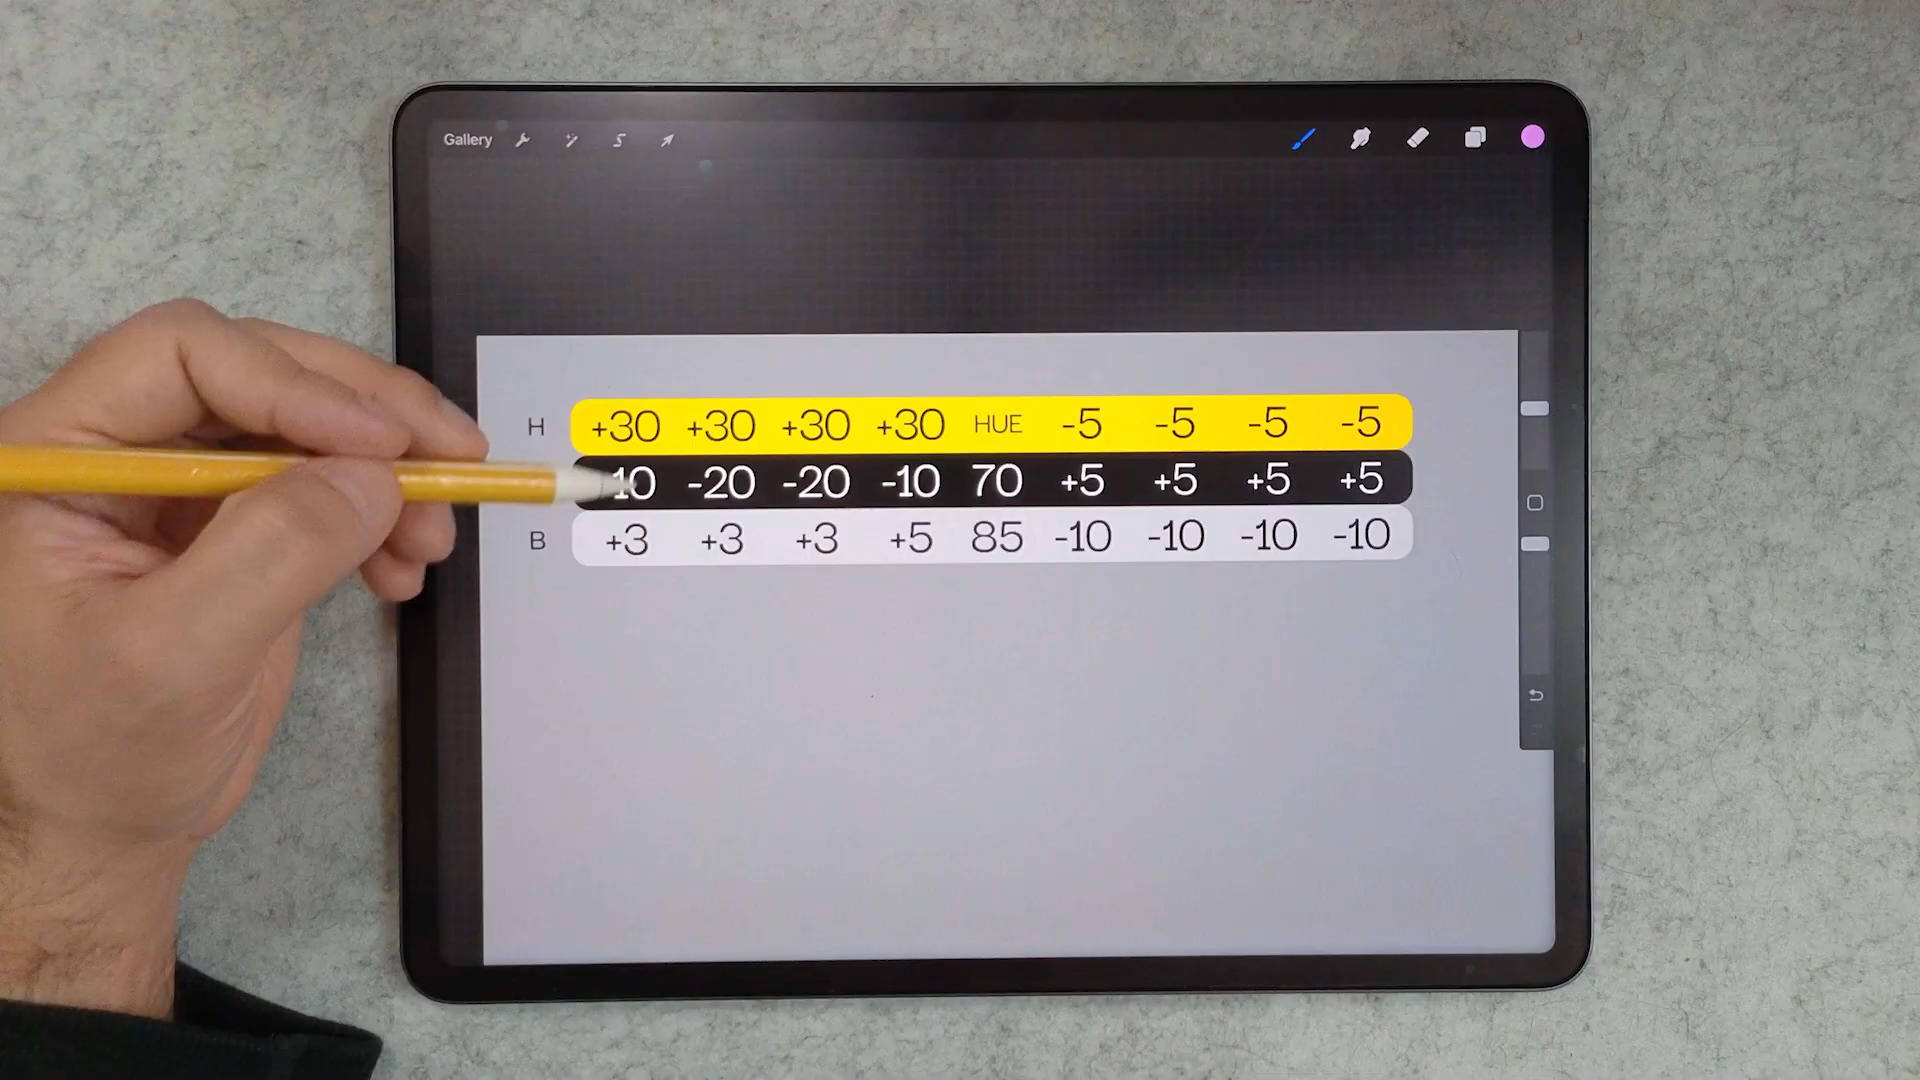 Gallery
H +30 +30 +30 +30 HUE -5 -5 -5 -5
10 -20 -20 -10 70 +5 +5 +5 +5
B +3 +3 +3 +5 85 -10 -10 -10 -10